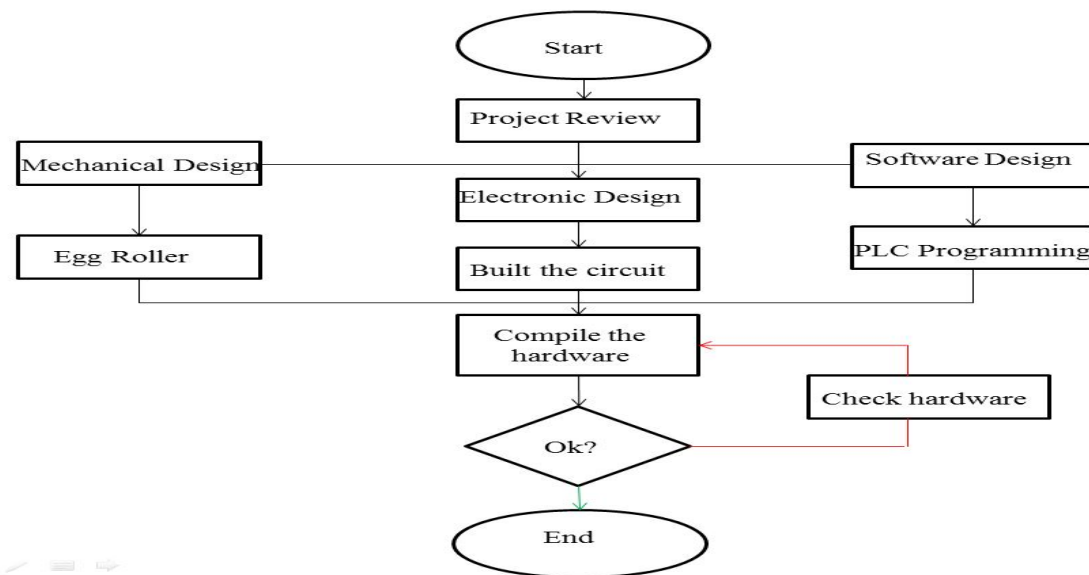 Start
Project Review
Mechanical Design
Electronic Design
Software Design
Egg Roller
Built the circuit
PLC Programming
Compile the
hardware
Check hardware
Ok?
End